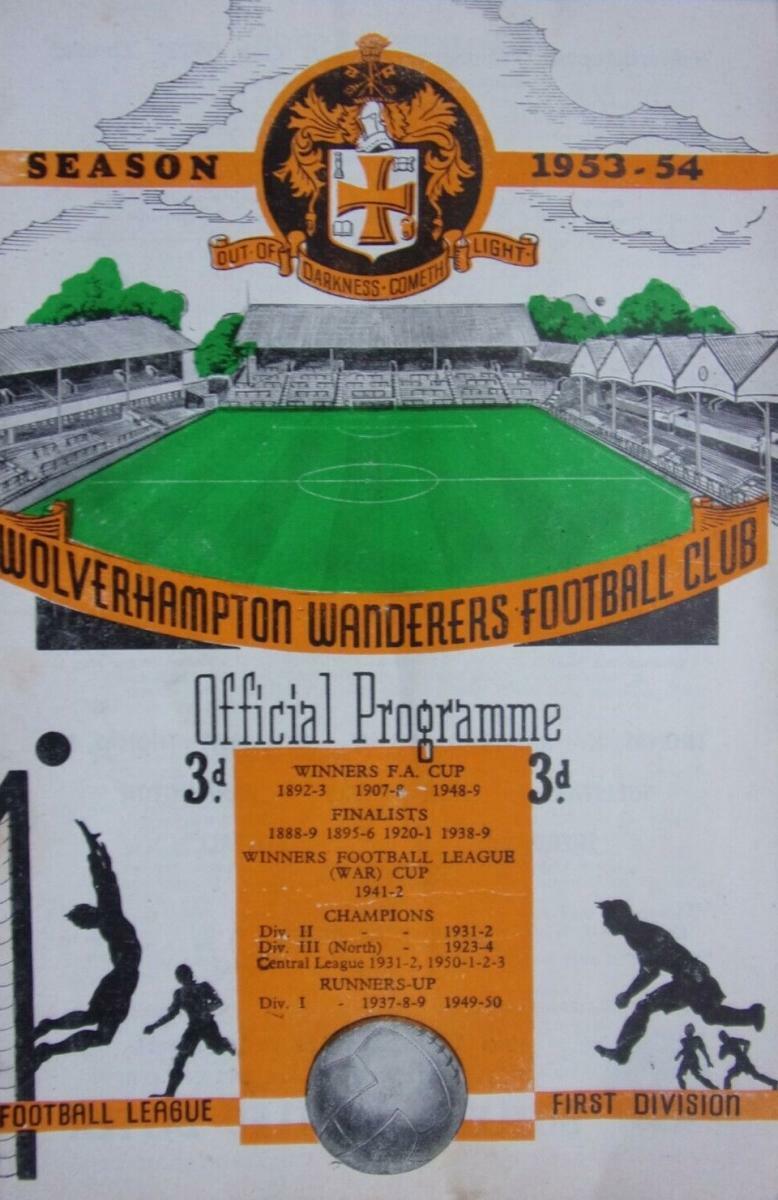 SEASON 1953-54
OUT·OF DARKNESS·COMETH LIGHT·
WOLVERHAMPTON WANDERERS FOOTBALL CLUB
Official Programme
3d. 3d.
WINNERS F.A. CUP
1892-3 1907-8 1948-9
FINALISTS
1888-9 1895-6 1920-1 1938-9
WINNERS FOOTBALL LEAGUE
(WAR) CUP
1941-2
CHAMPIONS
Div. II - - 1931-2
Div. III (North) - 1923-4
Central League 1931-2, 1950-1-2-3
RUNNERS-UP
Div. I - 1937-8-9 1949-50
FOOTBALL LEAGUE FIRST DIVISION